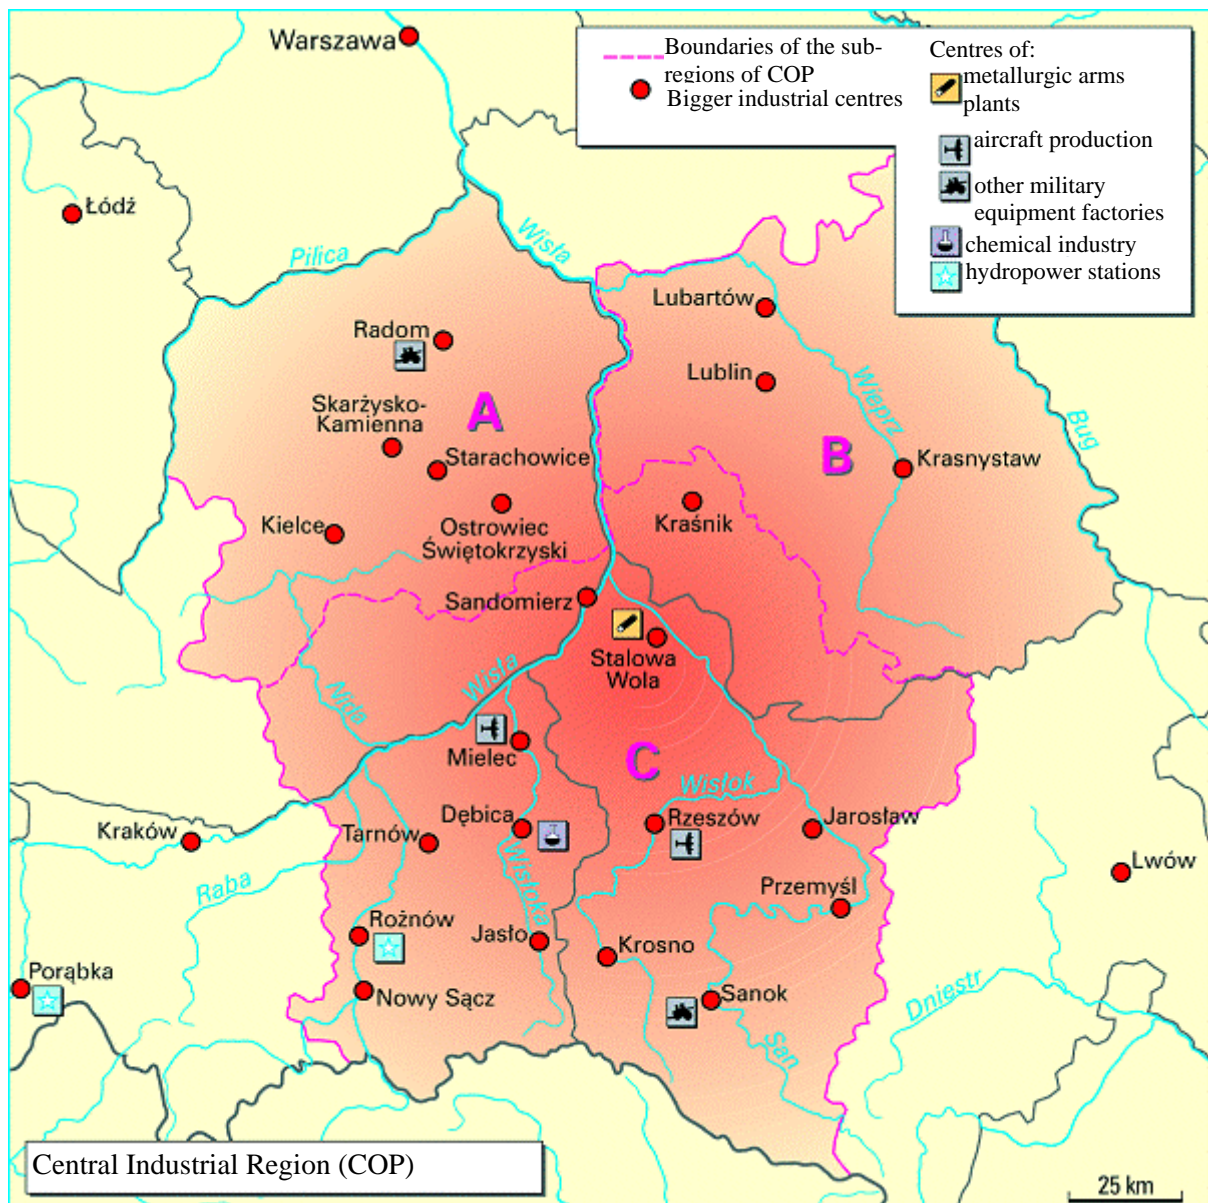 Warszawa
Boundaries of the sub-
regions of COP
Bigger industrial centres
Centres of:
metallurgic arms
plants
aircraft production
other military
equipment factories
chemical industry
hydropower stations
Łódź
Pilica
Wisła
Lubartów
Radom
Lublin
Wieprz
Bug
Skarżysko-
Kamienna
A
Starachowice
B
Krasnystaw
Kielce
Ostrowiec
Świętokrzyski
Kraśnik
Sandomierz
Stalowa
Wola
Wisła
Nida
Mielec
C
Wisłok
Kraków
Tarnów
Dębica
Rzeszów
Jarosław
Lwów
Raba
Wisłoka
Przemyśl
Rożnów
Jasło
Krosno
Porąbka
Nowy Sącz
Sanok
Dniestr
San
Central Industrial Region (COP)
25 km